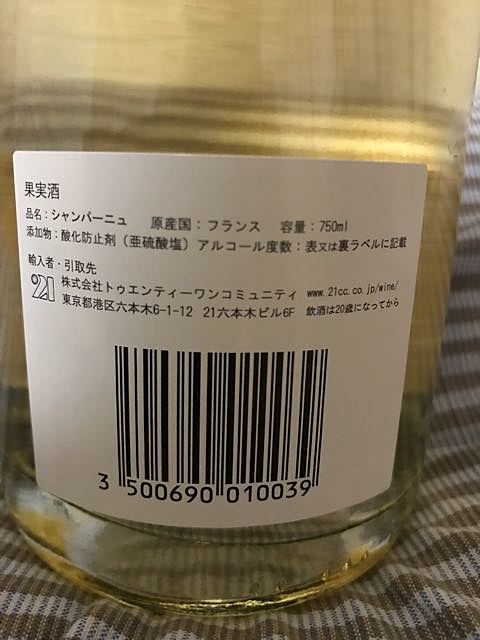 果実酒
品名：シャンパーニュ 原産国：フランス 容量：750ml
添加物：酸化防止剤（亜硫酸塩）アルコール度数：表又は裏ラベルに記載
輸入者・引取先
21 株式会社トゥエンティーワンコミュニティ www.21cc.co.jp/wine/
東京都港区六本木6-1-12 21六本木ビル6F 飲酒は20歳になってから
3 500690 010039